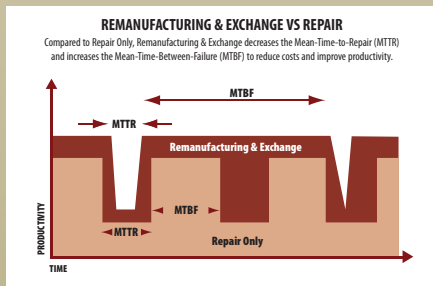 REMANUFACTURING & EXCHANGE VS REPAIR
Compared to Repair Only, Remanufacturing & Exchange decreases the Mean-Time-to-Repair (MTTR)
and increases the Mean-Time-Between-Failure (MTBF) to reduce costs and improve productivity.
MTBF
MTTR
Remanufacturing & Exchange
MTBF
MTTR
Repair Only
PRODUCTIVITY
TIME